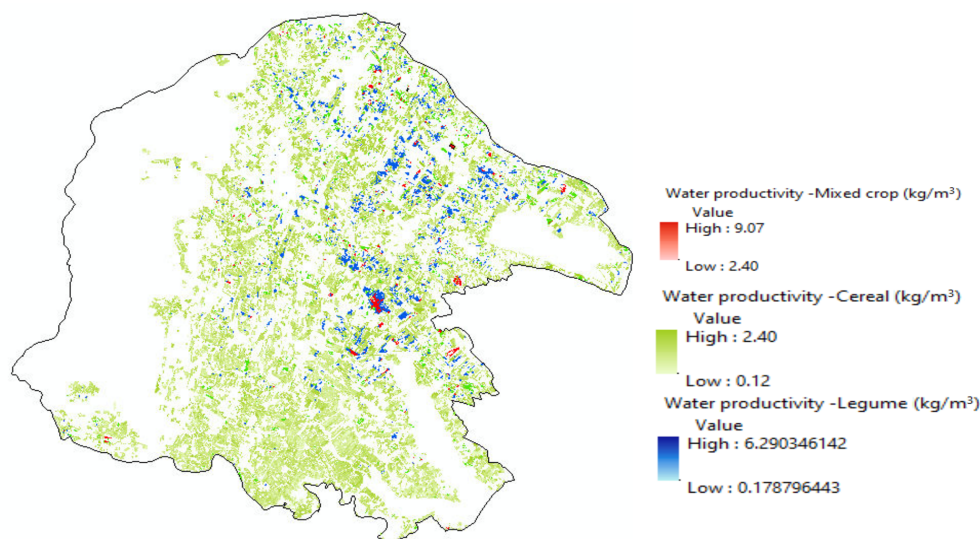 Water productivity -Mixed crop (kg/m³)
Value
High : 9.07
Low : 2.40
Water productivity -Cereal (kg/m³)
Value
High : 2.40
Low : 0.12
Water productivity -Legume (kg/m³)
Value
High : 6.290346142
Low : 0.178796443